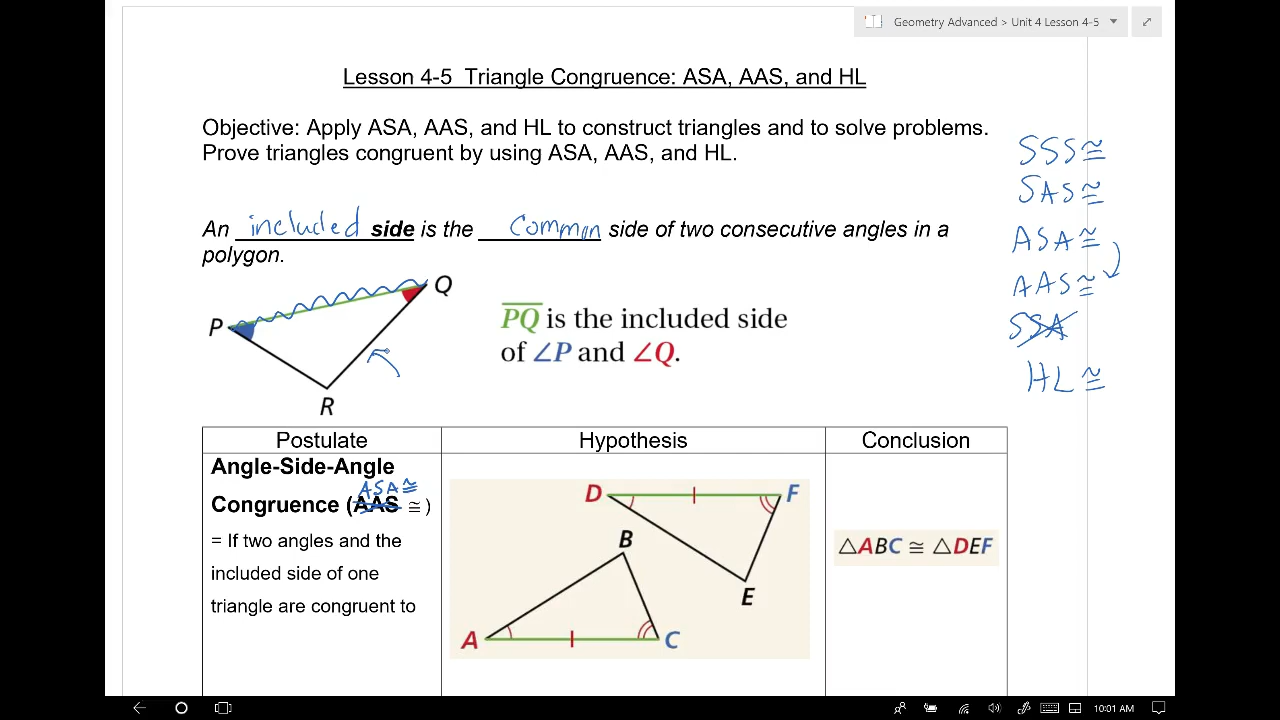 Geometry Advanced > Unit 4 Lesson 4-5
Lesson 4-5 Triangle Congruence: ASA, AAS, and HL
Objective: Apply ASA, AAS, and HL to construct triangles and to solve problems.
Prove triangles congruent by using ASA, AAS, and HL.
SSS≅
SAS≅
ASA≅
AAS≅
SSA
HL≅
An included side is the common side of two consecutive angles in a
polygon.
P
Q
R
PQ is the included side
of ∠P and ∠Q.
Postulate
Hypothesis
Conclusion
Angle-Side-Angle
ASA≅
Congruence (AAS ≅)
= If two angles and the
included side of one
triangle are congruent to
D
F
B
E
A
C
△ABC ≅ △DEF
10:01 AM